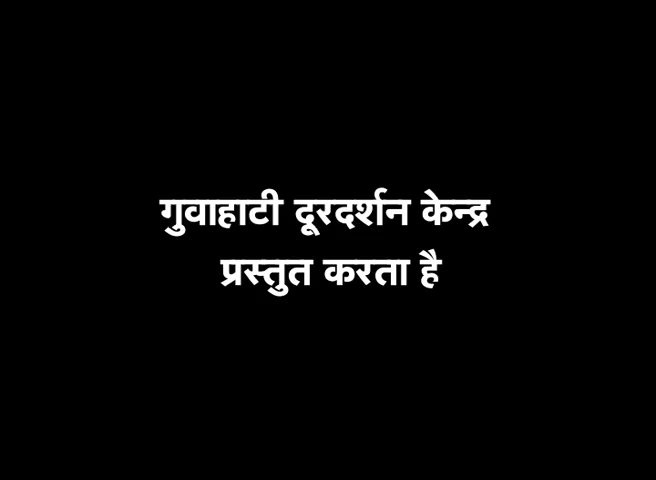 गुवाहाटी दूरदर्शन केन्द्र
प्रस्तुत करता है